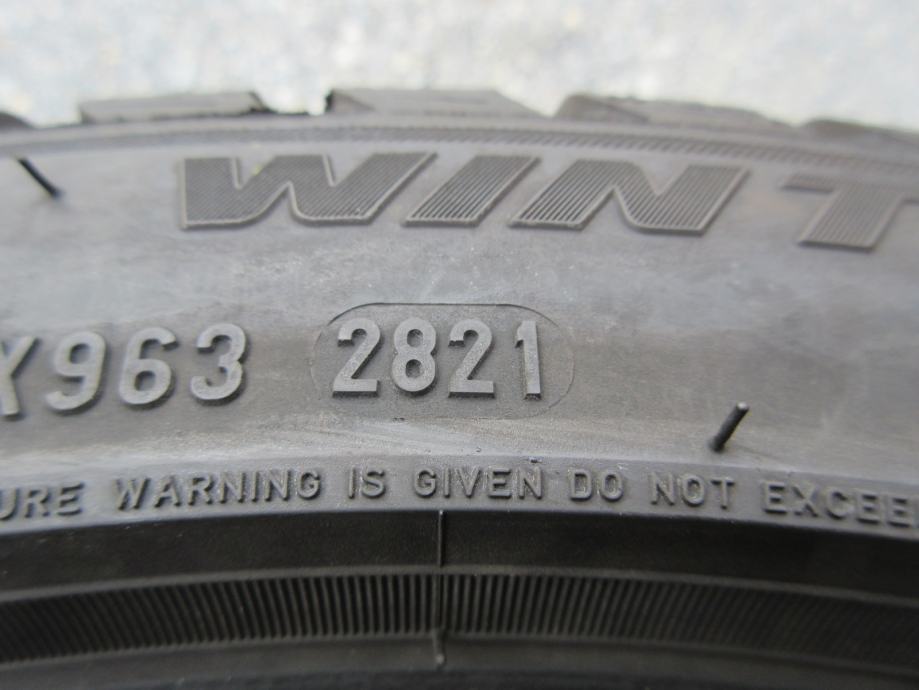 WINT
X963 2821
URE WARNING IS GIVEN DO NOT EXCEE